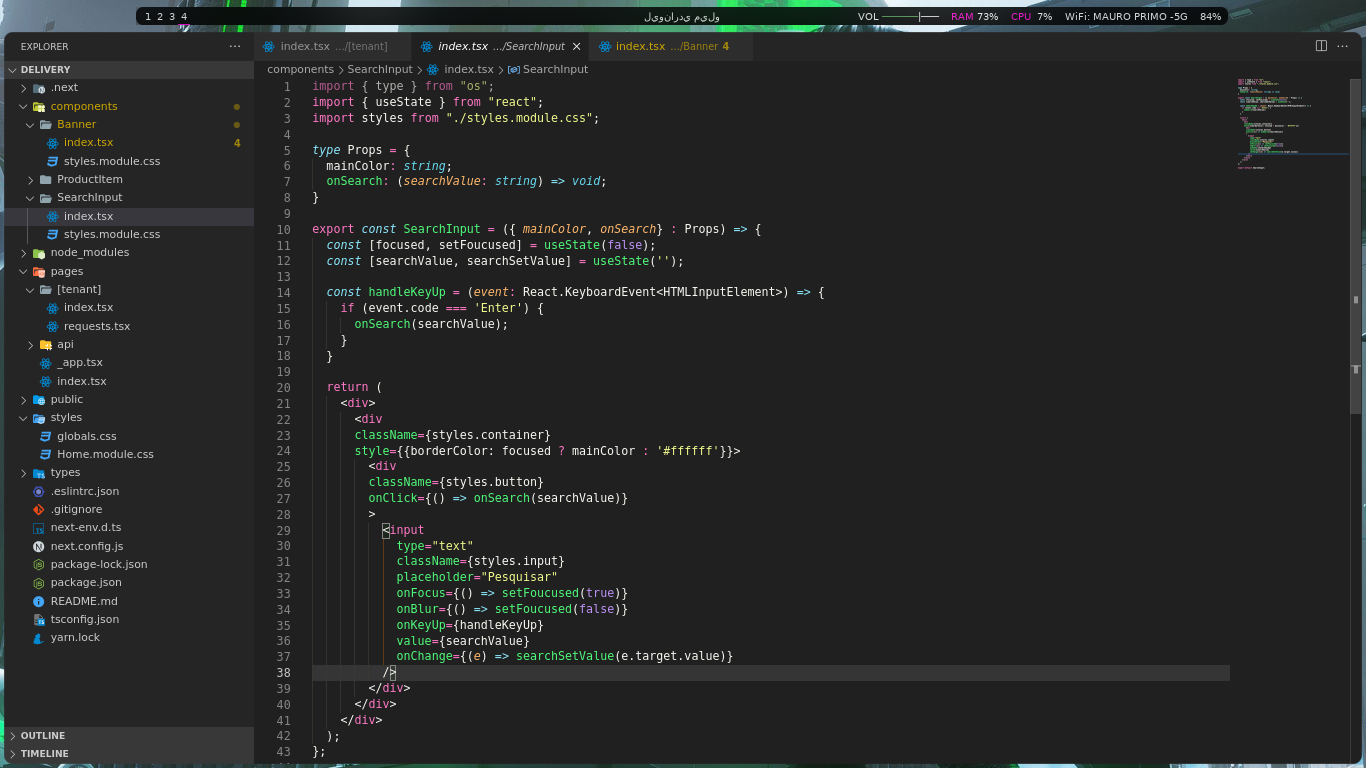 1 2 3 4
وليم يدراندويل
VOL
RAM 73%
CPU 7%
WiFi: MAURO PRIMO -5G
84%
EXPLORER
DELIVERY
.next
components
Banner
index.tsx 4
styles.module.css
ProductItem
SearchInput
index.tsx
styles.module.css
node_modules
pages
[tenant]
index.tsx
requests.tsx
api
_app.tsx
index.tsx
public
styles
globals.css
Home.module.css
types
.eslintrc.json
.gitignore
next-env.d.ts
next.config.js
package-lock.json
package.json
README.md
tsconfig.json
yarn.lock
OUTLINE
TIMELINE
index.tsx .../[tenant]
index.tsx .../SearchInput
index.tsx .../Banner 4
components > SearchInput > index.tsx > SearchInput
1 import { type } from "os";
2 import { useState } from "react";
3 import styles from "./styles.module.css";
4
5 type Props = {
6 mainColor: string;
7 onSearch: (searchValue: string) => void;
8 }
9
10 export const SearchInput = ({ mainColor, onSearch} : Props) => {
11 const [focused, setFoucused] = useState(false);
12 const [searchValue, searchSetValue] = useState('');
13
14 const handleKeyUp = (event: React.KeyboardEvent<HTMLInputElement>) => {
15 if (event.code === 'Enter') {
16 onSearch(searchValue);
17 }
18 }
19
20 return (
21 <div>
22 <div
23 className={styles.container}
24 style={{borderColor: focused ? mainColor : '#ffffff'}}>
25 <div
26 className={styles.button}
27 onClick={() => onSearch(searchValue)}
28 >
29 <input
30 type="text"
31 className={styles.input}
32 placeholder="Pesquisar"
33 onFocus={() => setFoucused(true)}
34 onBlur={() => setFoucused(false)}
35 onKeyUp={handleKeyUp}
36 value={searchValue}
37 onChange={(e) => searchSetValue(e.target.value)}
38 />
39 </div>
40 </div>
41 </div>
42 );
43 };